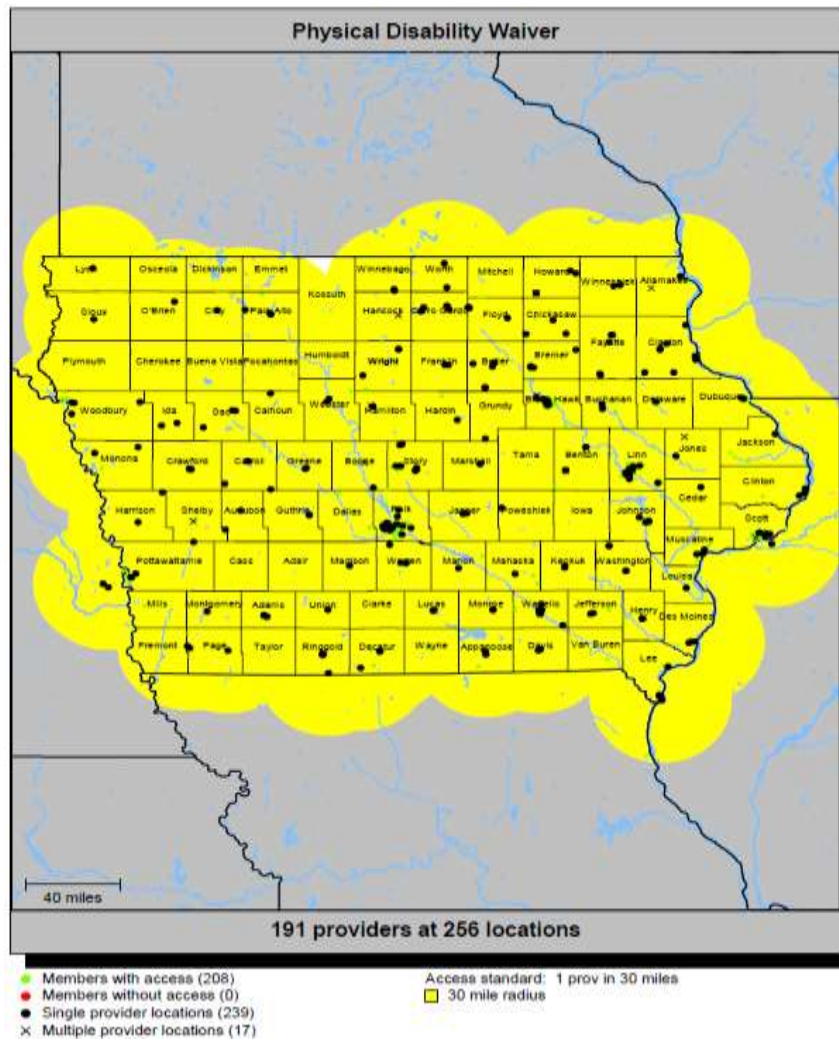 Physical Disability Waiver
Lyon Osceola Dickinson Emmet Winnebago Worth Mitchell Howard Winneshiek Allamakee
Kossuth
Sioux O'Brien Clay Palo Alto Hancock Cerro Gordo Floyd Chickasaw
Fayette Clayton
Plymouth Cherokee Buena Vista Pocahontas Humboldt Wright Franklin Butler Bremer
Woodbury Ida Sac Calhoun Webster Hamilton Hardin Grundy Black Hawk Buchanan Delaware Dubuque
Monona Crawford Carroll Greene Boone Story Marshall Tama Benton Linn Jones Jackson
Clinton
Harrison Shelby Audubon Guthrie Dallas Polk Jasper Poweshiek Iowa Johnson Cedar
Scott
Muscatine
Pottawattamie Cass Adair Madison Warren Marion Mahaska Keokuk Washington
Louisa
Mills Montgomery Adams Union Clarke Lucas Monroe Wapello Jefferson Henry Des Moines
Fremont Page Taylor Ringgold Decatur Wayne Appanoose Davis Van Buren Lee
40 miles
191 providers at 256 locations
Members with access (208)
Members without access (0)
Single provider locations (239)
Multiple provider locations (17)
Access standard: 1 prov in 30 miles
30 mile radius